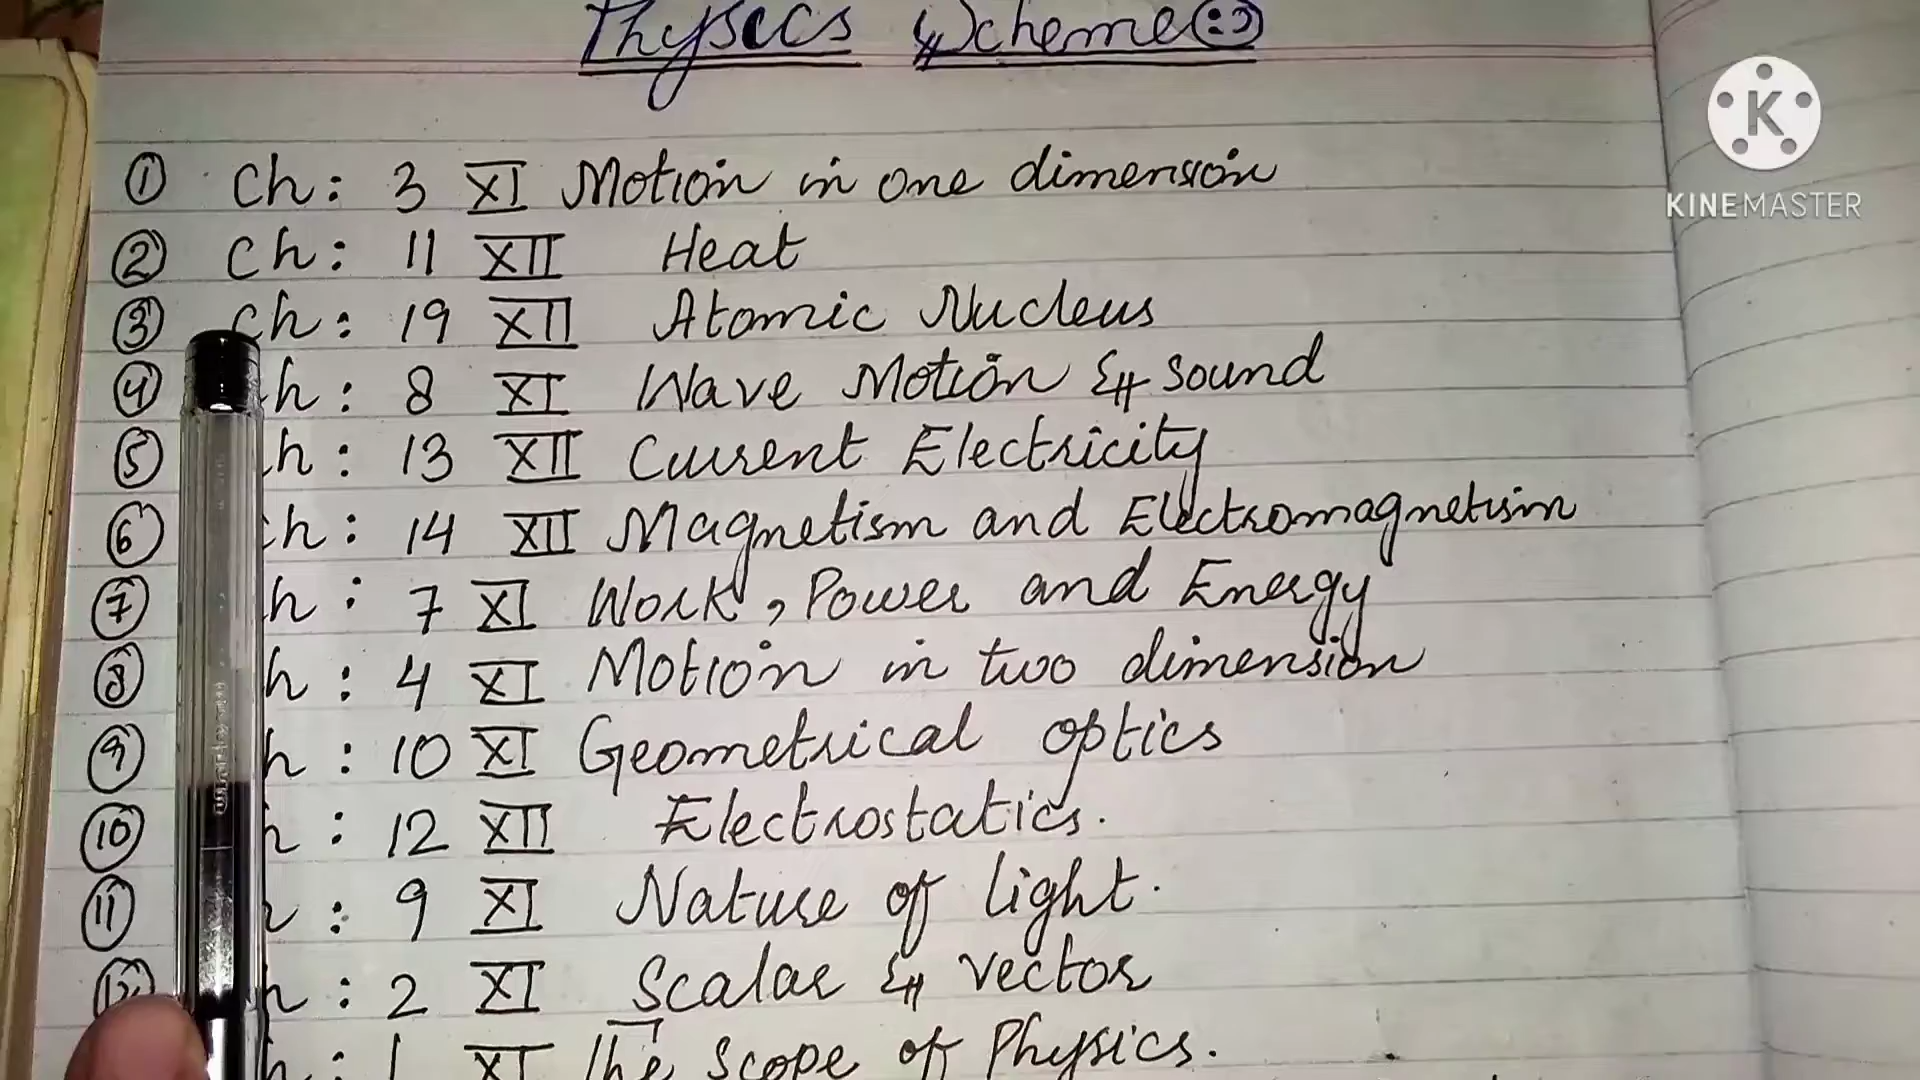 Physics Scheme
① Ch: 3 XI Motion in one dimension
② Ch: 11 XII Heat
③ Ch: 19 XII Atomic Nucleus
④ h: 8 XI Wave Motion & sound
⑤ h: 13 XII Current Electricity
⑥ ch: 14 XII Magnetism and Electromagnetism
⑦ h: 7 XI Work, Power and Energy
⑧ h: 4 XI Motion in two dimension
⑨ h: 10 XI Geometrical optics
⑩ h: 12 XII Electrostatics.
⑪ h: 9 XI Nature of light.
⑫ h: 2 XI Scalar & vector
h: 1 XI The scope of Physics.
K
KINEMASTER